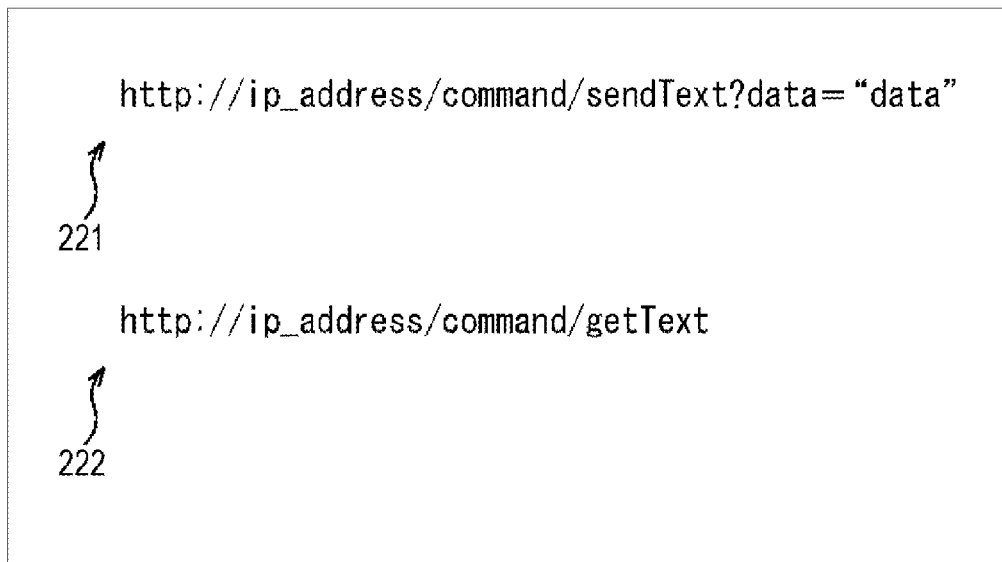 http://ip_address/command/sendText?data=“data”
221
http://ip_address/command/getText
222